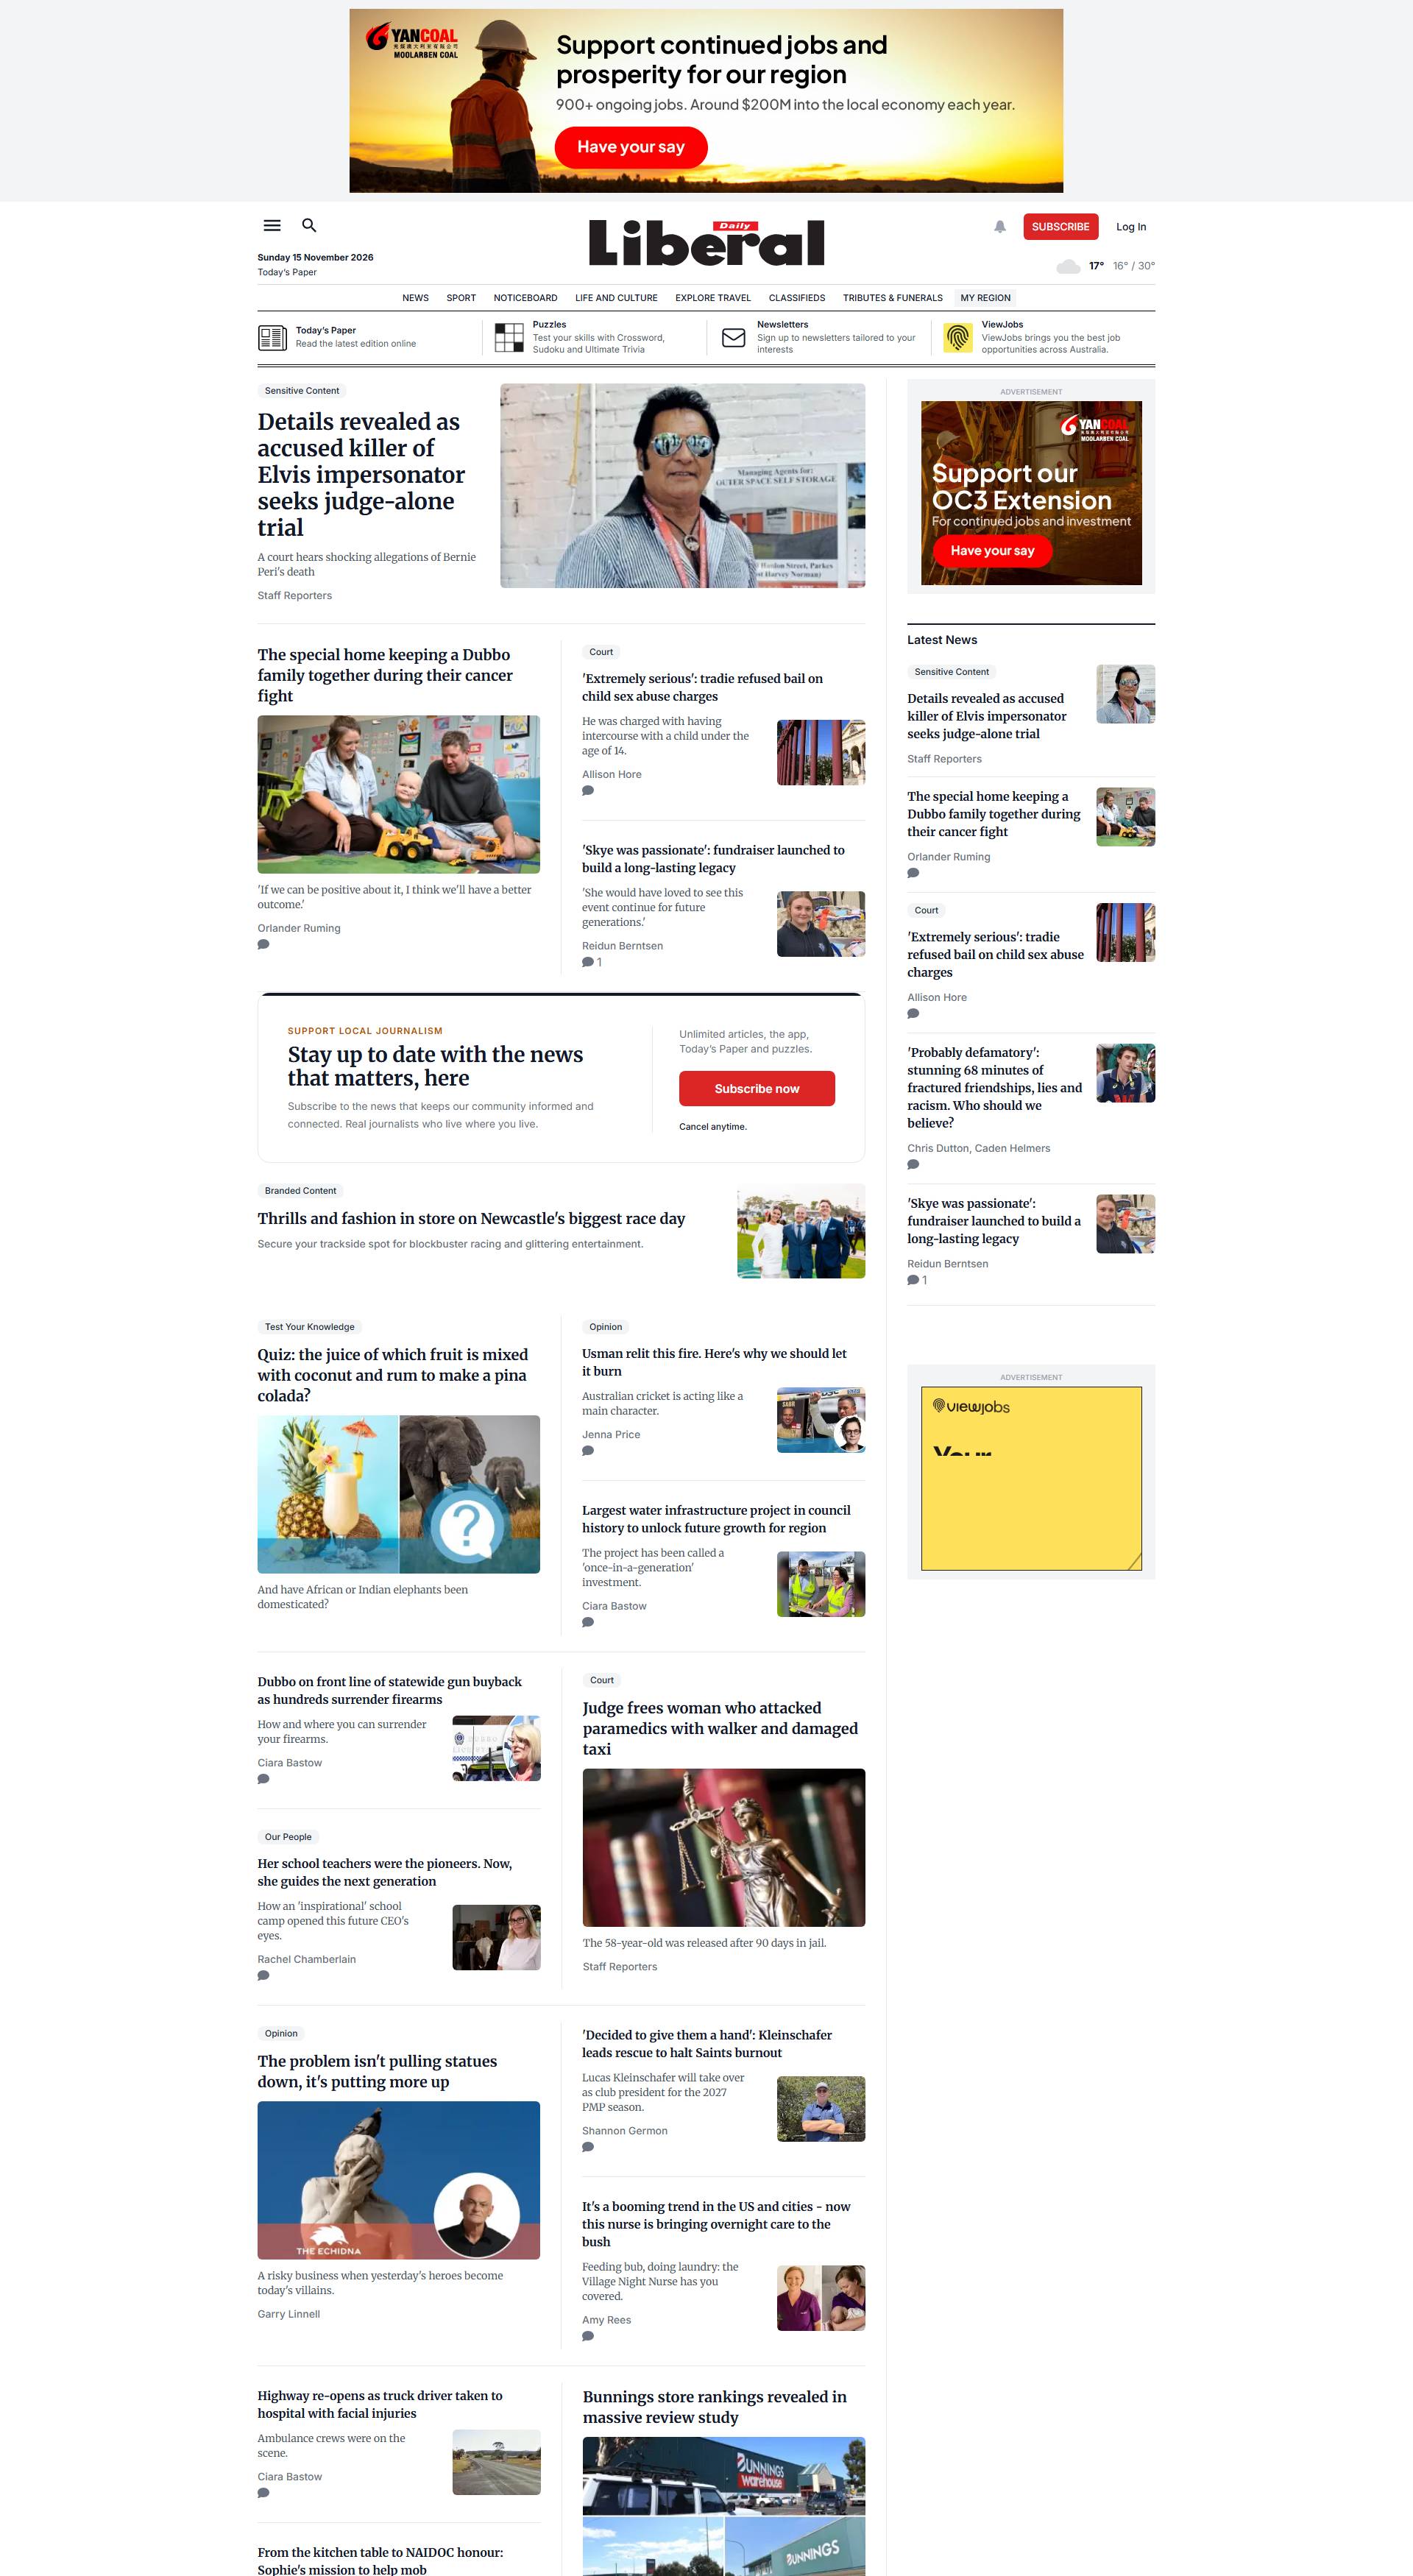 YANCOAL
MOOLARBEN COAL
Support continued jobs and
prosperity for our region
900+ ongoing jobs. Around $200M into the local economy each year.
Have your say
SUBSCRIBE
Log In
Daily
Liberal
Sunday 15 November 2026
Today's Paper
17° 16° / 30°
NEWS SPORT NOTICEBOARD LIFE AND CULTURE EXPLORE TRAVEL CLASSIFIEDS TRIBUTES & FUNERALS MY REGION
Today's Paper
Read the latest edition online
Puzzles
Test your skills with Crossword,
Sudoku and Ultimate Trivia
Newsletters
Sign up to newsletters tailored to your
interests
ViewJobs
ViewJobs brings you the best job
opportunities across Australia.
Sensitive Content
Details revealed as
accused killer of
Elvis impersonator
seeks judge-alone
trial
A court hears shocking allegations of Bernie
Peri's death
Staff Reporters
Managing Agents for:
OUTER SPACE SELF STORAGE
Hardon Street, Parkes
Harvey Norman)
The special home keeping a Dubbo
family together during their cancer
fight
'If we can be positive about it, I think we'll have a better
outcome.'
Orlander Ruming
Court
'Extremely serious': tradie refused bail on
child sex abuse charges
He was charged with having
intercourse with a child under the
age of 14.
Allison Hore
'Skye was passionate': fundraiser launched to
build a long-lasting legacy
'She would have loved to see this
event continue for future
generations.'
Reidun Berntsen
1
SUPPORT LOCAL JOURNALISM
Stay up to date with the news
that matters, here
Subscribe to the news that keeps our community informed and
connected. Real journalists who live where you live.
Unlimited articles, the app,
Today's Paper and puzzles.
Subscribe now
Cancel anytime.
Branded Content
Thrills and fashion in store on Newcastle's biggest race day
Secure your trackside spot for blockbuster racing and glittering entertainment.
Test Your Knowledge
Quiz: the juice of which fruit is mixed
with coconut and rum to make a pina
colada?
?
And have African or Indian elephants been
domesticated?
Opinion
Usman relit this fire. Here's why we should let
it burn
Australian cricket is acting like a
main character.
Jenna Price
Largest water infrastructure project in council
history to unlock future growth for region
The project has been called a
'once-in-a-generation'
investment.
Ciara Bastow
Dubbo on front line of statewide gun buyback
as hundreds surrender firearms
How and where you can surrender
your firearms.
Ciara Bastow
Our People
Her school teachers were the pioneers. Now,
she guides the next generation
How an 'inspirational' school
camp opened this future CEO's
eyes.
Rachel Chamberlain
Court
Judge frees woman who attacked
paramedics with walker and damaged
taxi
The 58-year-old was released after 90 days in jail.
Staff Reporters
Opinion
The problem isn't pulling statues
down, it's putting more up
THE ECHIDNA
A risky business when yesterday's heroes become
today's villains.
Garry Linnell
'Decided to give them a hand': Kleinschafer
leads rescue to halt Saints burnout
Lucas Kleinschafer will take over
as club president for the 2027
PMP season.
Shannon Germon
It's a booming trend in the US and cities - now
this nurse is bringing overnight care to the
bush
Feeding bub, doing laundry: the
Village Night Nurse has you
covered.
Amy Rees
Highway re-opens as truck driver taken to
hospital with facial injuries
Ambulance crews were on the
scene.
Ciara Bastow
From the kitchen table to NAIDOC honour:
Sophie's mission to help mob
Bunnings store rankings revealed in
massive review study
BUNNINGS
warehouse
BUNNINGS
ADVERTISEMENT
YANCOAL
MOOLARBEN COAL
Support our
OC3 Extension
For continued jobs and investment
Have your say
Latest News
Sensitive Content
Details revealed as accused
killer of Elvis impersonator
seeks judge-alone trial
Staff Reporters
The special home keeping a
Dubbo family together during
their cancer fight
Orlander Ruming
Court
'Extremely serious': tradie
refused bail on child sex abuse
charges
Allison Hore
'Probably defamatory':
stunning 68 minutes of
fractured friendships, lies and
racism. Who should we
believe?
Chris Dutton, Caden Helmers
'Skye was passionate':
fundraiser launched to build a
long-lasting legacy
Reidun Berntsen
1
ADVERTISEMENT
viewjobs
Your